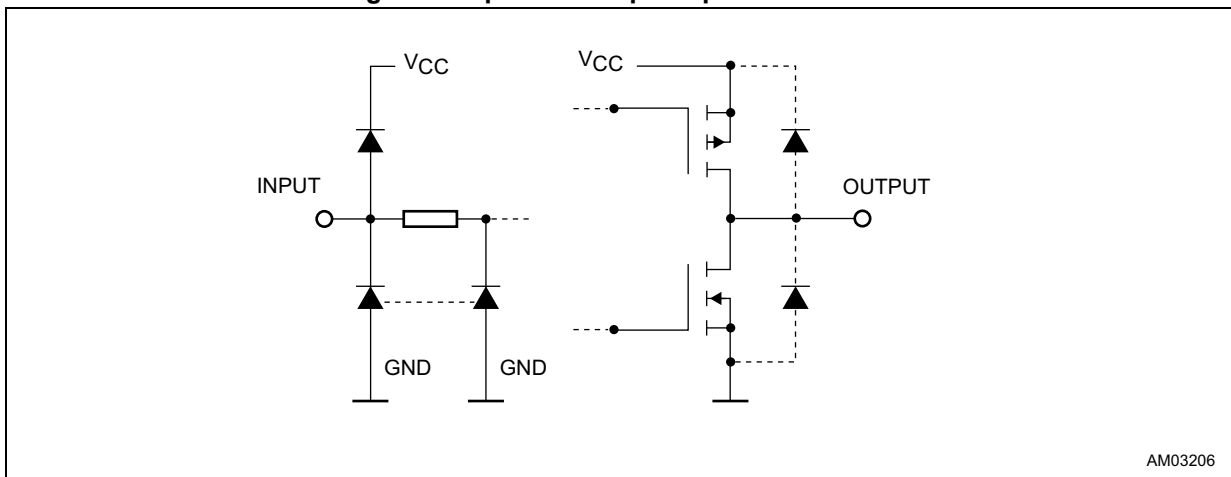 VCC
VCC
INPUT
OUTPUT
GND
GND
AM03206